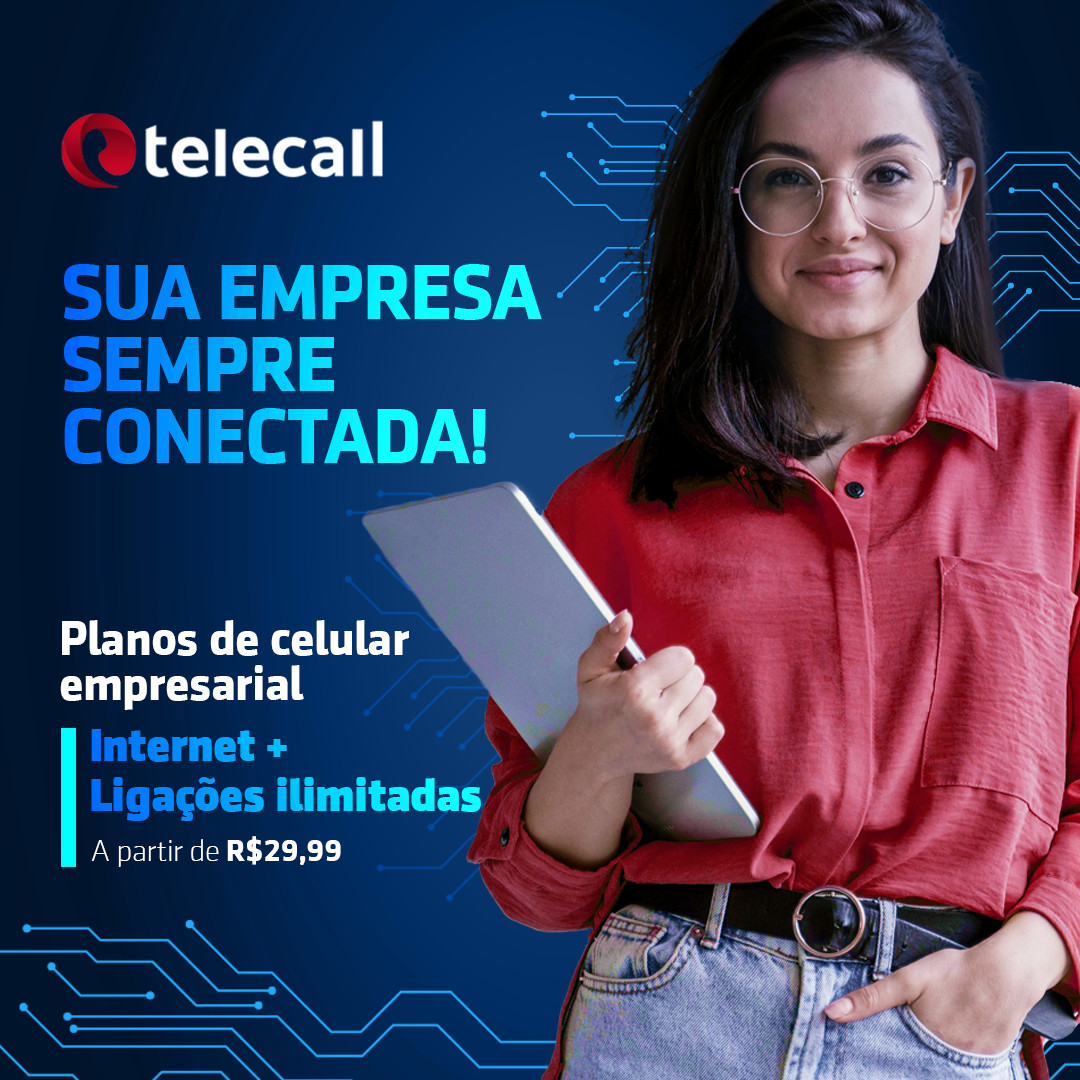 telecall
SUA EMPRESA
SEMPRE
CONECTADA!
Planos de celular
empresarial
Internet +
Ligações ilimitadas
A partir de R$29,99